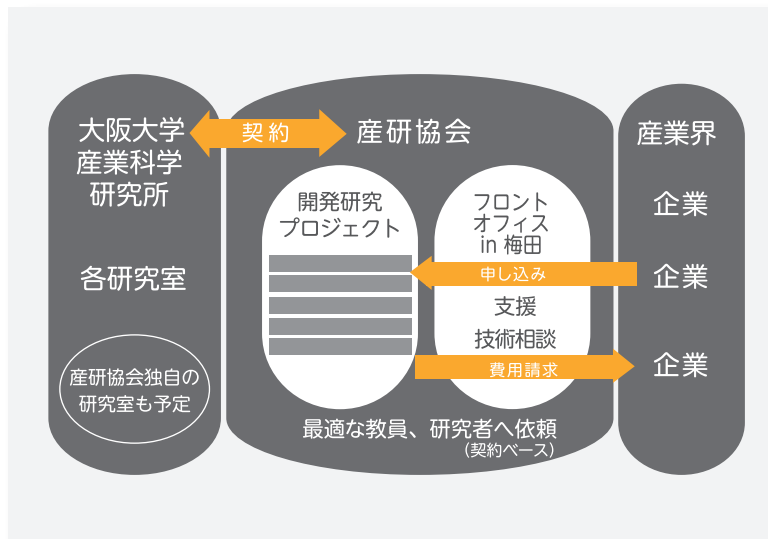 大阪大学
産業科学
研究所
各研究室
産研協会独自の
研究室も予定
契約
産研協会
開発研究
プロジェクト
フロント
オフィス
in 梅田
申し込み
支援
技術相談
費用請求
最適な教員、研究者へ依頼
(契約ベース)
産業界
企業
企業
企業